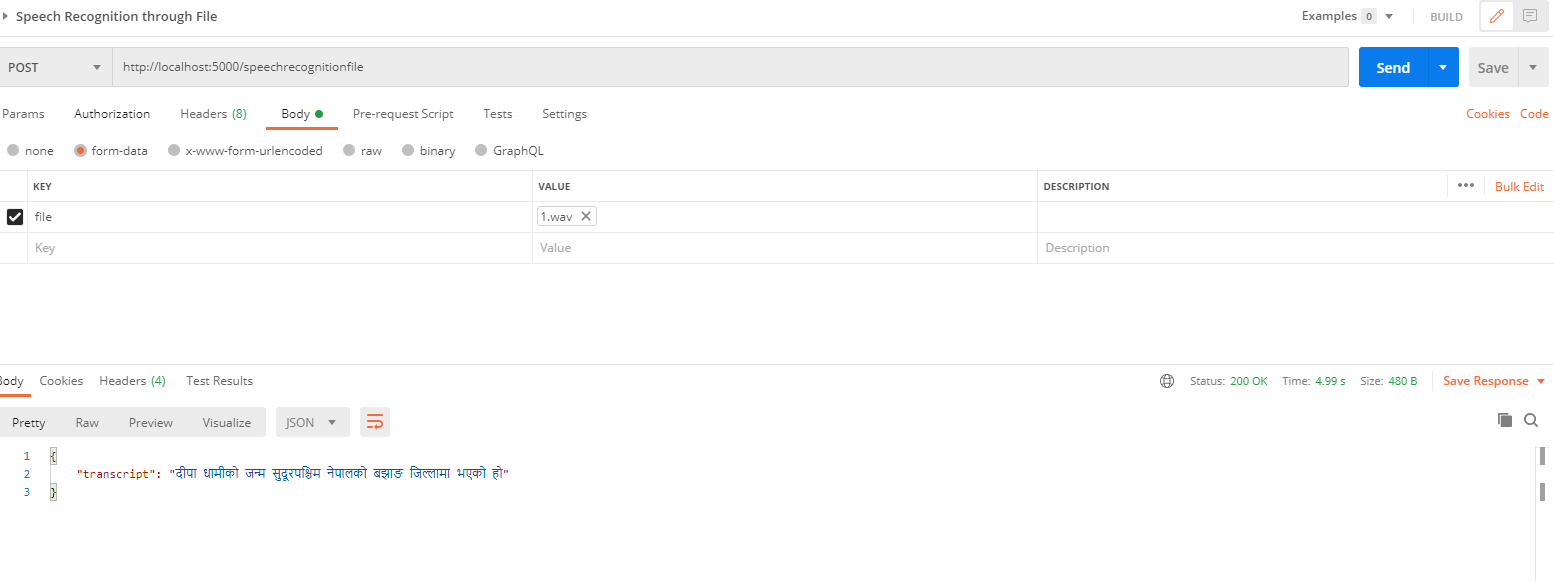 Speech Recognition through File
Examples 0 BUILD
POST http://localhost:5000/speechrecognitionfile Send Save
Params Authorization Headers (8) Body Pre-request Script Tests Settings Cookies Code
none form-data x-www-form-urlencoded raw binary GraphQL
KEY VALUE DESCRIPTION ••• Bulk Edit
file 1.wav
Key Value Description
Body Cookies Headers (4) Test Results Status: 200 OK Time: 4.99 s Size: 480 B Save Response
Pretty Raw Preview Visualize JSON
1 {
2 "transcript": "दीपा धामीको जन्म सुदूरपश्चिम नेपालको बझाङ जिल्लामा भएको हो"
3 }